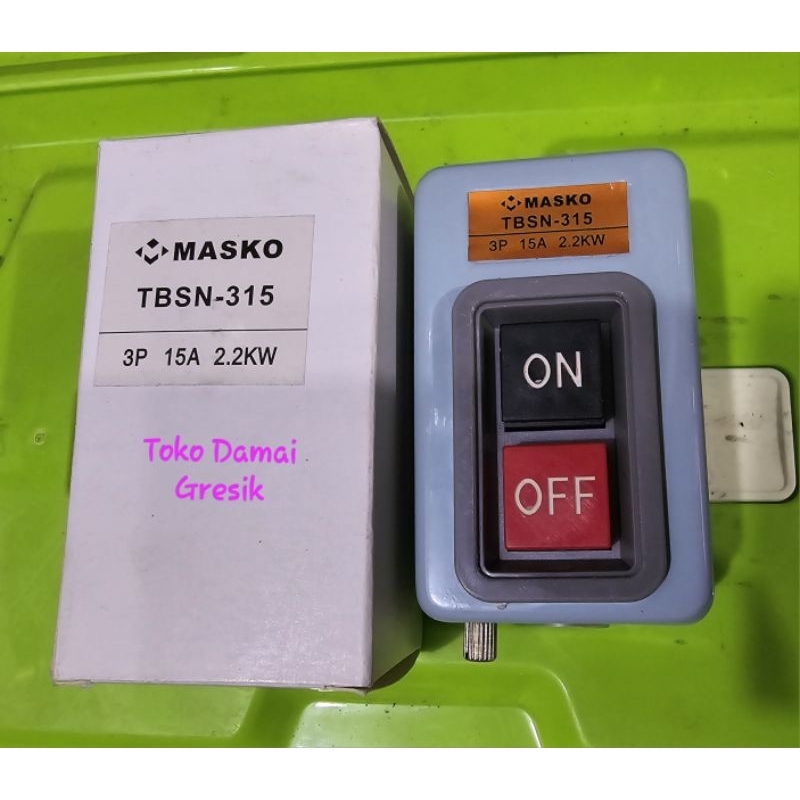 MASKO
TBSN-315
3P 15A 2.2KW
Toko Damai
Gresik
MASKO
TBSN-315
3P 15A 2.2KW
ON
OFF